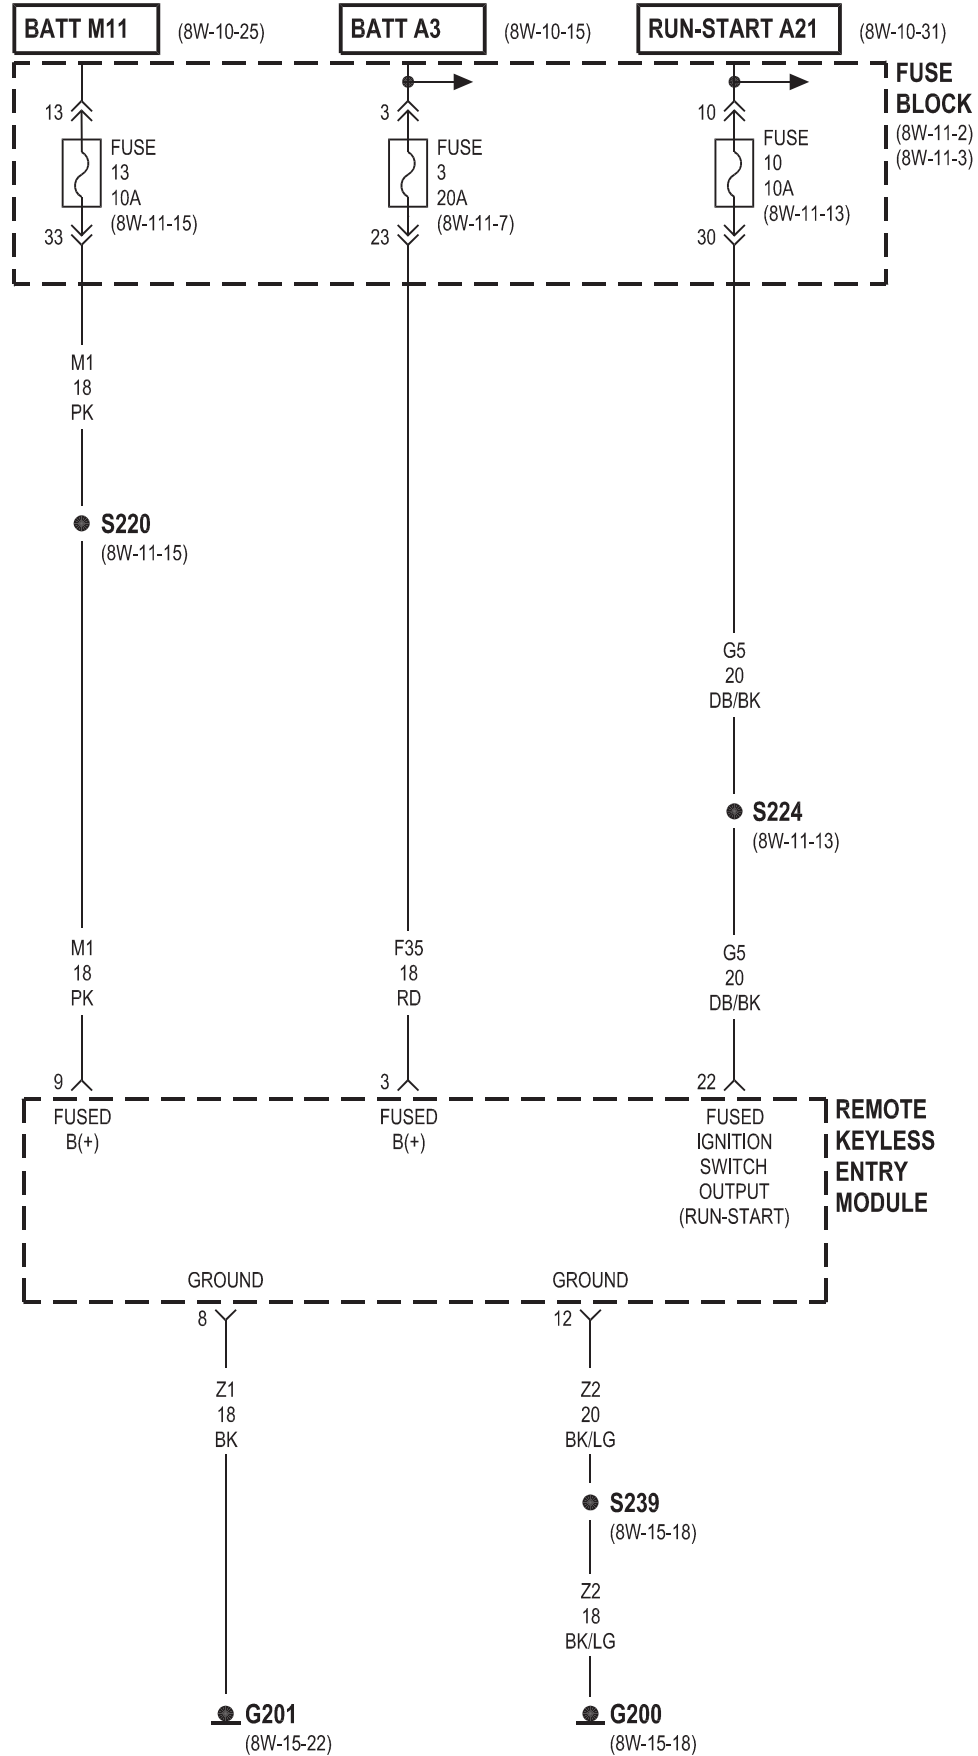 BATT M11 (8W-10-25) BATT A3 (8W-10-15) RUN-START A21 (8W-10-31)
FUSE
BLOCK
(8W-11-2)
(8W-11-3)
13
FUSE
13
10A
(8W-11-15)
33
3
FUSE
3
20A
(8W-11-7)
23
10
FUSE
10
10A
(8W-11-13)
30
M1
18
PK
S220
(8W-11-15)
G5
20
DB/BK
S224
(8W-11-13)
M1
18
PK
F35
18
RD
G5
20
DB/BK
9
3
22
FUSED
B(+)
FUSED
B(+)
FUSED
IGNITION
SWITCH
OUTPUT
(RUN-START)
REMOTE
KEYLESS
ENTRY
MODULE
GROUND
GROUND
8
12
Z1
18
BK
Z2
20
BK/LG
S239
(8W-15-18)
Z2
18
BK/LG
G201
(8W-15-22)
G200
(8W-15-18)